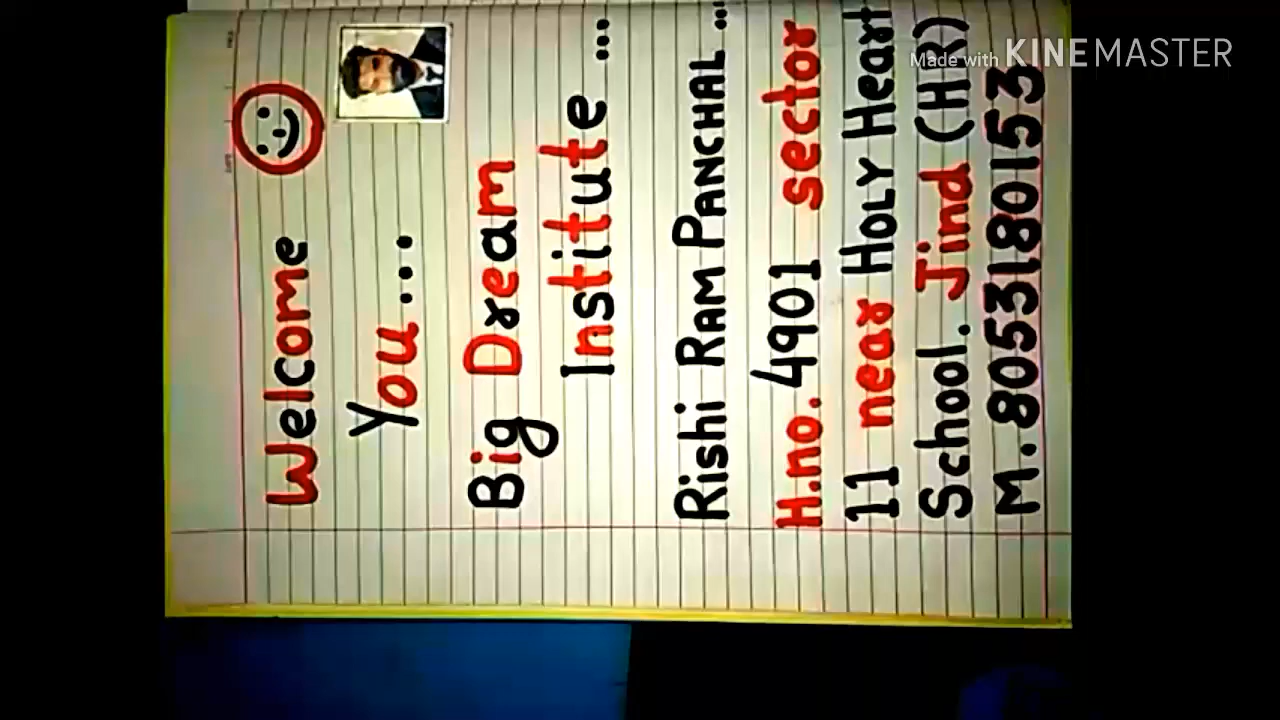 Made with KINEMASTER
Welcome
You...
Big Dream
Institute...
Rishi Ram Panchal...
H.no. 4901 sector
11 near Holy Heart
School. Jind (HR)
M. 8053180153